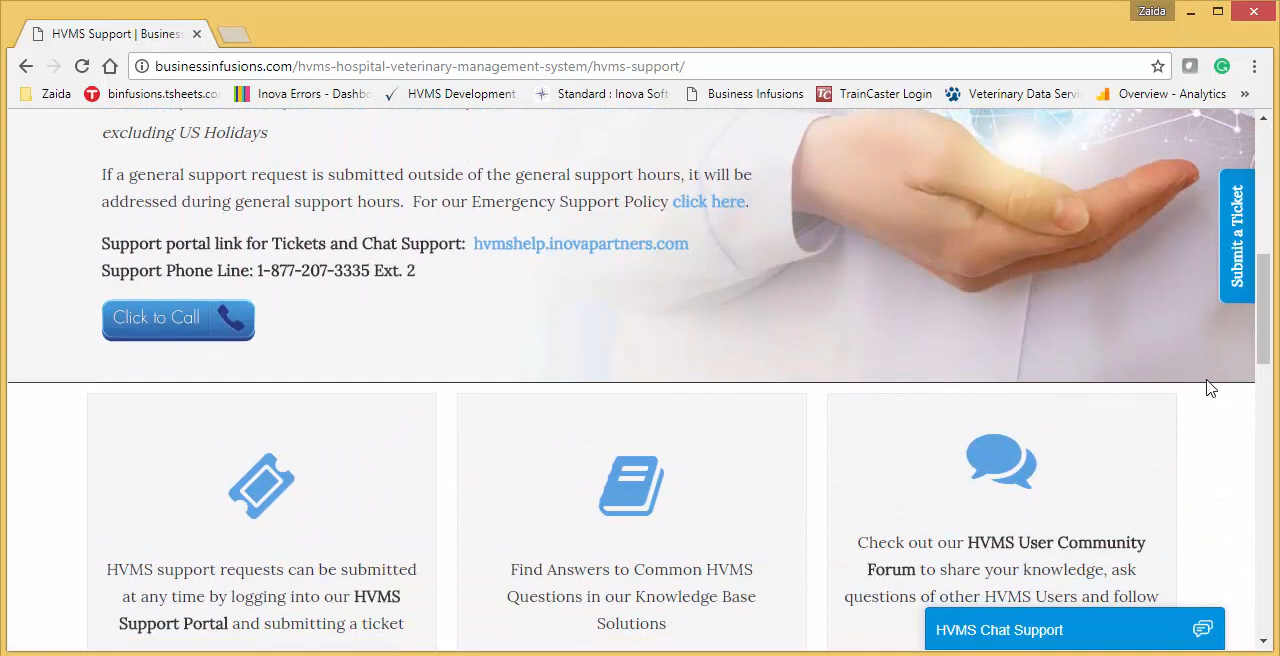 Zaida
HVMS Support | Busines
businessinfusions.com/hvms-hospital-veterinary-management-system/hvms-support/
Zaida binfusions.tsheets.co Inova Errors - Dashb HVMS Development Standard : Inova Soft Business Infusions TC TrainCaster Login Veterinary Data Servi Overview - Analytics »
excluding US Holidays
If a general support request is submitted outside of the general support hours, it will be
addressed during general support hours. For our Emergency Support Policy click here.
Support portal link for Tickets and Chat Support: hvmshelp.inovapartners.com
Support Phone Line: 1-877-207-3335 Ext. 2
Click to Call
Submit a Ticket
HVMS support requests can be submitted
at any time by logging into our HVMS
Support Portal and submitting a ticket
Find Answers to Common HVMS
Questions in our Knowledge Base
Solutions
Check out our HVMS User Community
Forum to share your knowledge, ask
questions of other HVMS Users and follow
HVMS Chat Support